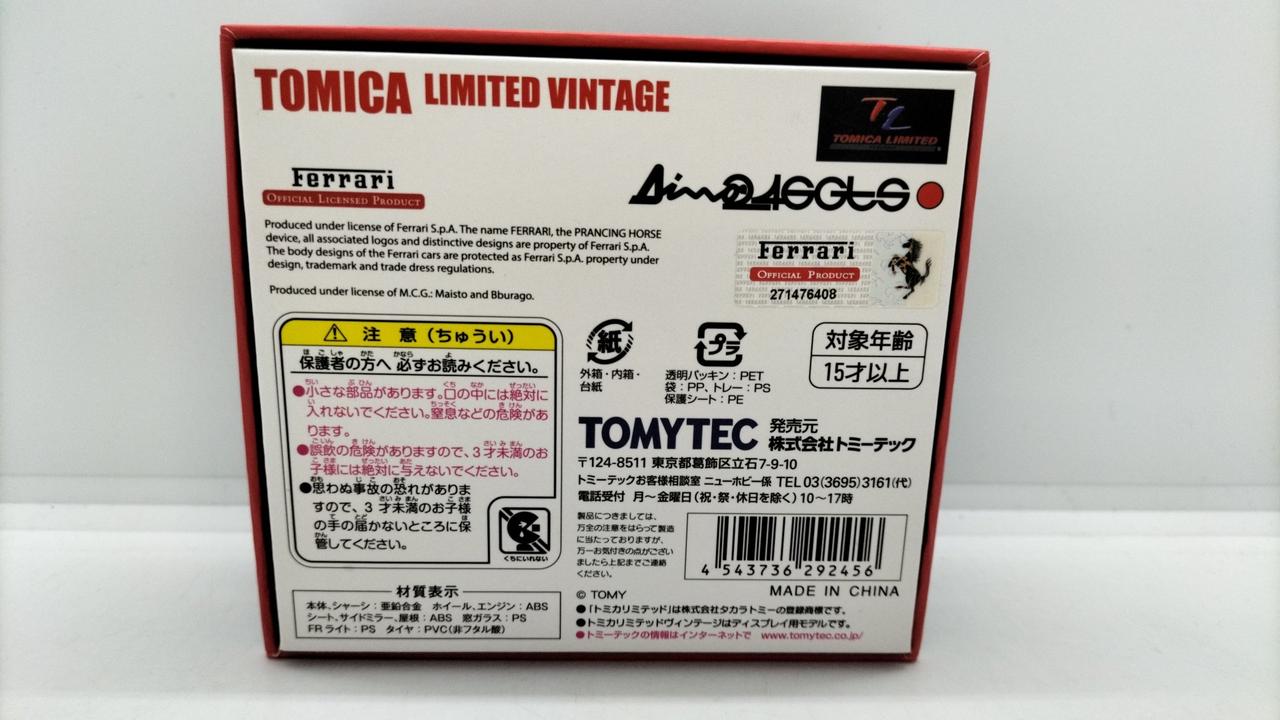 TOMICA LIMITED VINTAGE
TL
TOMICA LIMITED
Ferrari
OFFICIAL LICENSED PRODUCT
Dino 246GTS
Produced under license of Ferrari S.p.A. The name FERRARI, the PRANCING HORSE
device, all associated logos and distinctive designs are property of Ferrari S.p.A.
The body designs of the Ferrari cars are protected as Ferrari S.p.A. property under
design, trademark and trade dress regulations.
Produced under license of M.C.G.: Maisto and Bburago.
Ferrari
OFFICIAL PRODUCT
271476408
注 意(ちゅうい)
保護者の方へ 必ずお読みください。
●小さな部品があります。口の中には絶対に
入れないでください。窒息などの危険があ
ります。
●誤飲の危険がありますので、3才未満のお
子様には絶対に与えないでください。
●思わぬ事故の恐れがありま
すので、3才未満のお子様
の手の届かないところに保
管してください。
くちにいれない
紙
外箱・内箱・
台紙
プラ
透明パッキン:PET
袋:PP、トレー:PS
保護シート:PE
対象年齢
15才以上
TOMYTEC 発売元
株式会社トミーテック
〒124-8511 東京都葛飾区立石7-9-10
トミーテックお客様相談室 ニューホビー係 TEL 03(3695)3161(代)
電話受付 月〜金曜日(祝・祭・休日を除く)10〜17時
製品につきましては、
万全の注意をはらって製造
に当たっておりますが、
万一お気付きの点がござい
ましたら上記までご連絡
ください。
4 543736 292456
MADE IN CHINA
© TOMY
●「トミカリミテッド」は株式会社タカラトミーの登録商標です。
●トミカリミテッドヴィンテージはディスプレイ用モデルです。
●トミーテックの情報はインターネットで www.tomytec.co.jp/
材質表示
本体、シャーシ:亜鉛合金 ホイール、エンジン:ABS
シート、サイドミラー、屋根:ABS 窓ガラス:PS
FRライト:PS タイヤ:PVC(非フタル酸)